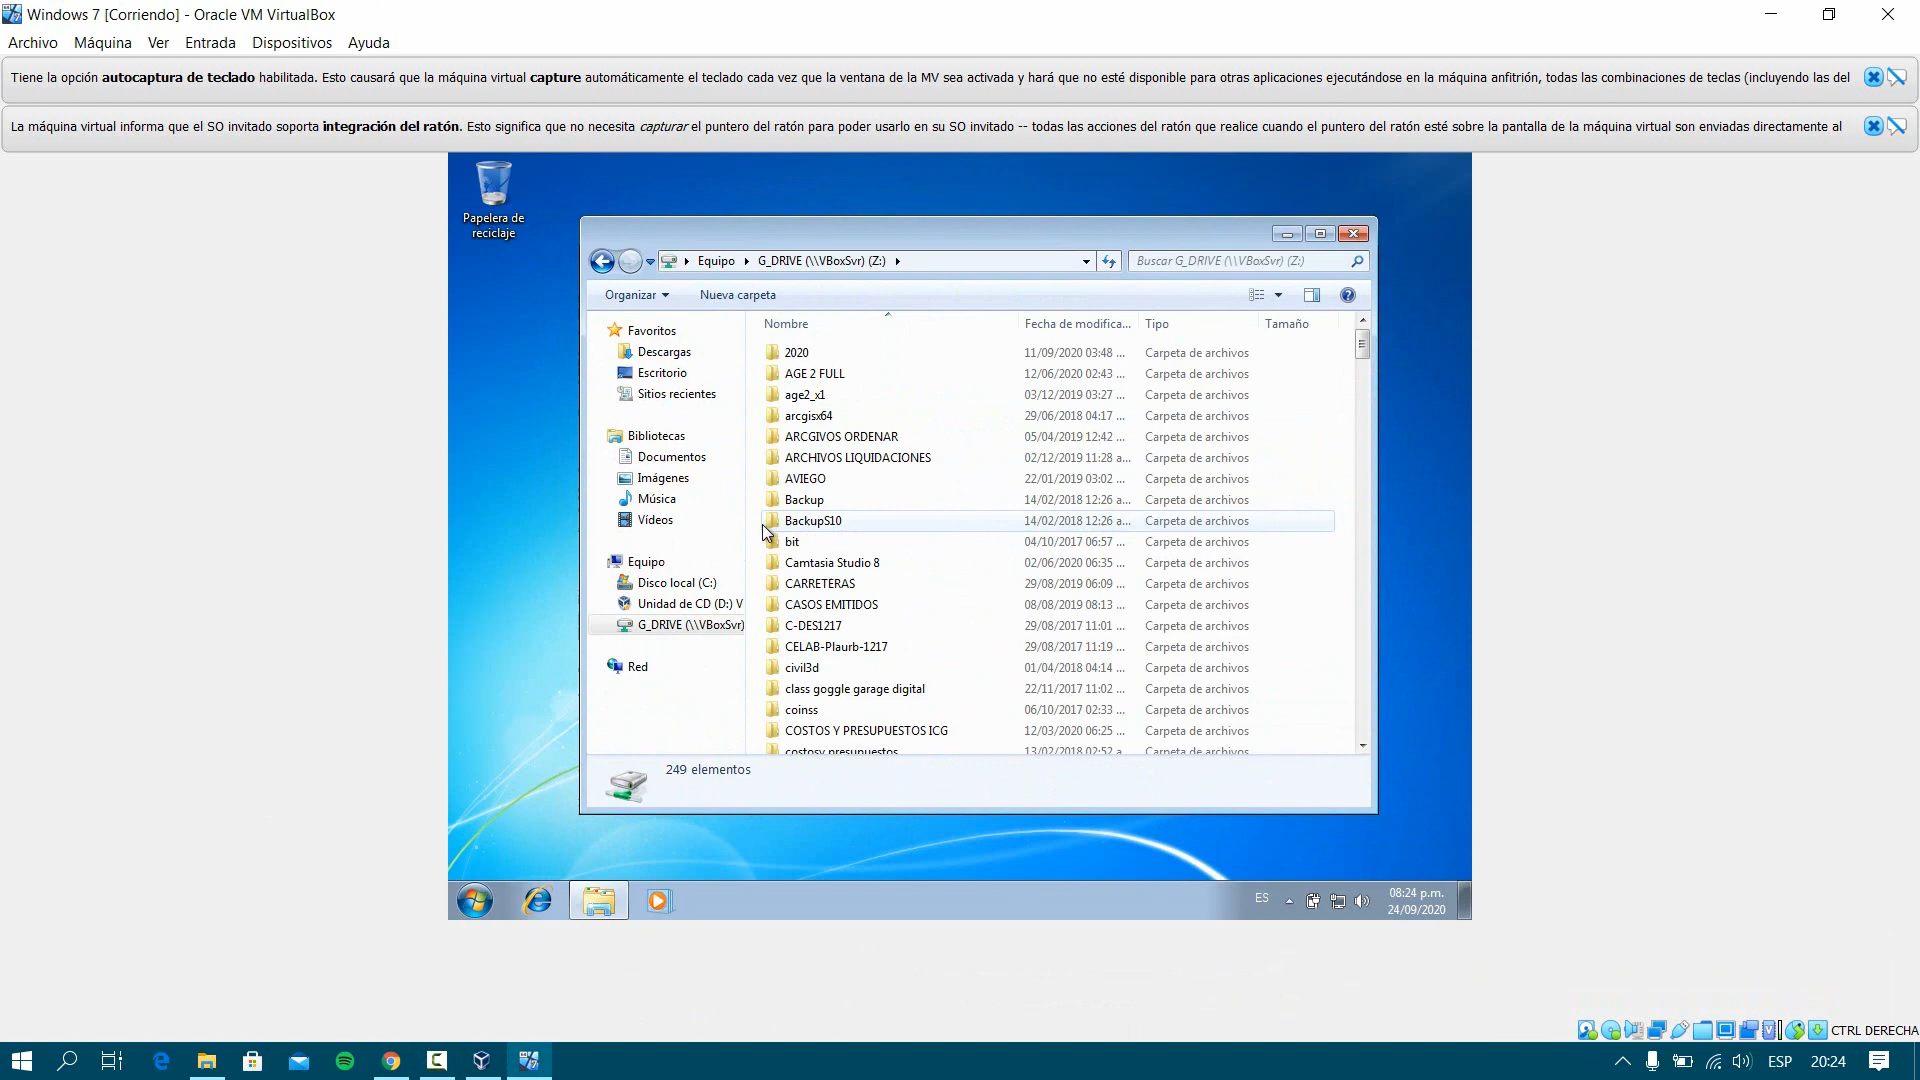 Windows 7 [Corriendo] - Oracle VM VirtualBox
Archivo Máquina Ver Entrada Dispositivos Ayuda
Tiene la opción autocaptura de teclado habilitada. Esto causará que la máquina virtual capture automáticamente el teclado cada vez que la ventana de la MV sea activada y hará que no esté disponible para otras aplicaciones ejecutándose en la máquina anfitrión, todas las combinaciones de teclas (incluyendo las del
La máquina virtual informa que el SO invitado soporta integración del ratón. Esto significa que no necesita capturar el puntero del ratón para poder usarlo en su SO invitado -- todas las acciones del ratón que realice cuando el puntero del ratón esté sobre la pantalla de la máquina virtual son enviadas directamente al
Papelera de
reciclaje
Equipo G_DRIVE (\\VBoxSvr) (Z:) Buscar G_DRIVE (\\VBoxSvr) (Z:)
Organizar Nueva carpeta
Favoritos
Descargas
Escritorio
Sitios recientes
Bibliotecas
Documentos
Imágenes
Música
Vídeos
Equipo
Disco local (C:)
Unidad de CD (D:) V
G_DRIVE (\\VBoxSvr)
Red
Nombre Fecha de modifica... Tipo Tamaño
2020 11/09/2020 03:48 ... Carpeta de archivos
AGE 2 FULL 12/06/2020 02:43 ... Carpeta de archivos
age2_x1 03/12/2019 03:27 ... Carpeta de archivos
arcgisx64 29/06/2018 04:17 ... Carpeta de archivos
ARCGIVOS ORDENAR 05/04/2019 12:42 ... Carpeta de archivos
ARCHIVOS LIQUIDACIONES 02/12/2019 11:28 a... Carpeta de archivos
AVIEGO 22/01/2019 03:02 ... Carpeta de archivos
Backup 14/02/2018 12:26 a... Carpeta de archivos
BackupS10 14/02/2018 12:26 a... Carpeta de archivos
bit 04/10/2017 06:57 ... Carpeta de archivos
Camtasia Studio 8 02/06/2020 06:35 ... Carpeta de archivos
CARRETERAS 29/08/2019 06:09 ... Carpeta de archivos
CASOS EMITIDOS 08/08/2019 08:13 ... Carpeta de archivos
C-DES1217 29/08/2017 11:01 ... Carpeta de archivos
CELAB-Plaurb-1217 29/08/2017 11:19 ... Carpeta de archivos
civil3d 01/04/2018 04:14 ... Carpeta de archivos
class goggle garage digital 22/11/2017 11:02 ... Carpeta de archivos
coinss 06/10/2017 02:33 ... Carpeta de archivos
COSTOS Y PRESUPUESTOS ICG 12/03/2020 06:25 ... Carpeta de archivos
costosy presupuestos 13/02/2018 02:52 a... Carpeta de archivos
249 elementos
ES 08:24 p.m.
24/09/2020
CTRL DERECHA
ESP 20:24